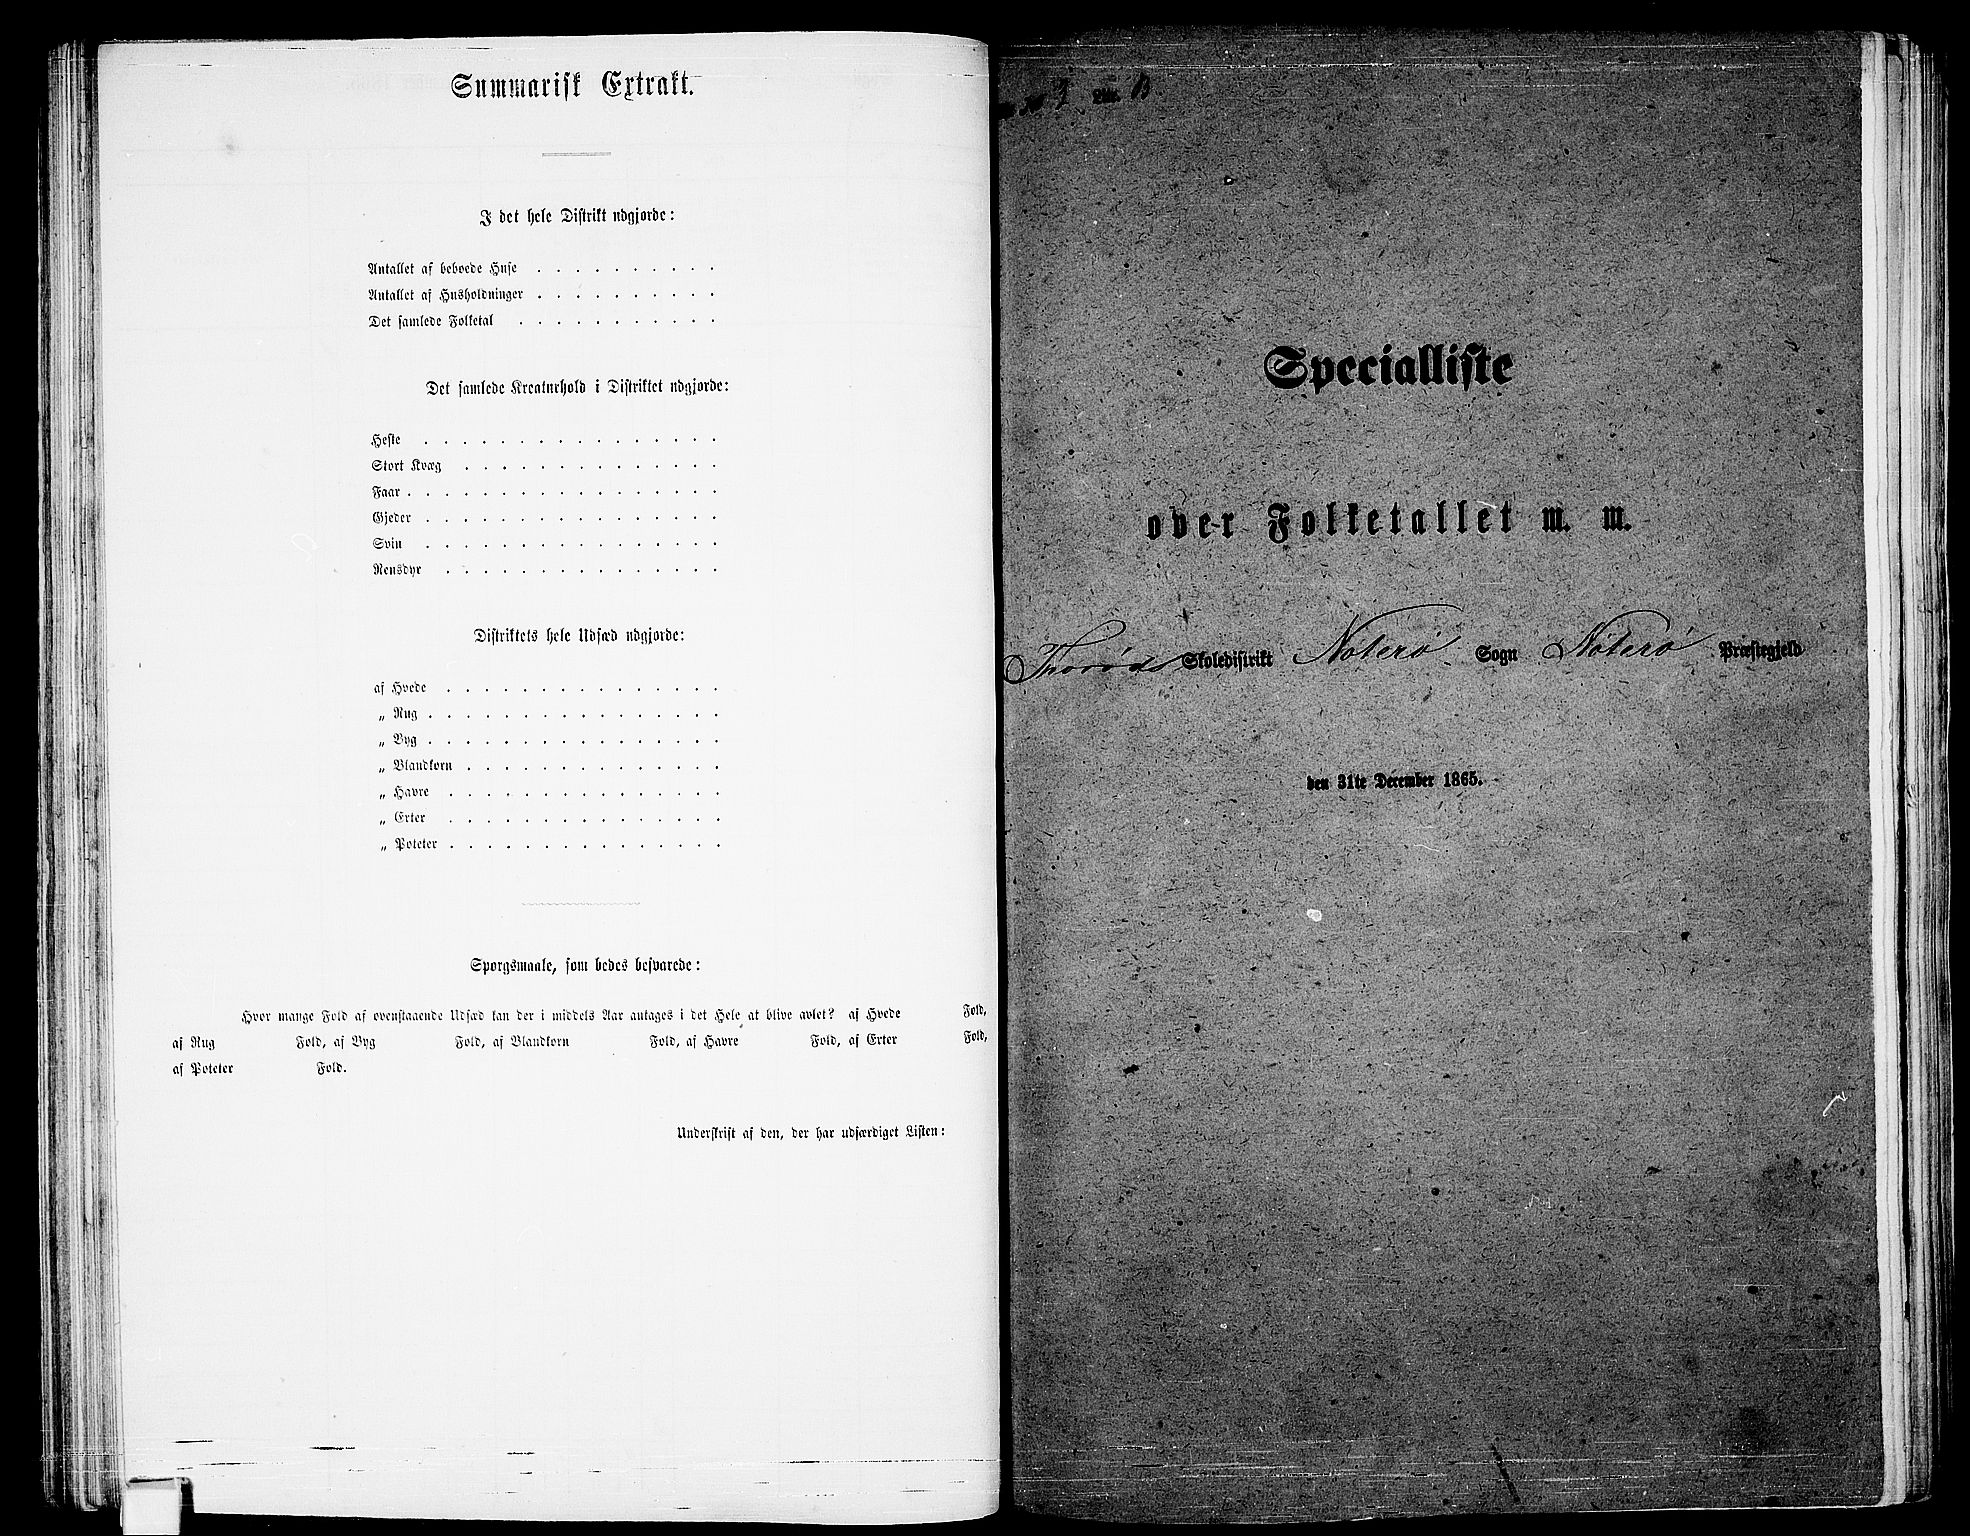 Summarisk Extrakt.
I det hele Distrikt udgjorde:
Antallet af beboede Huse . . . . . . . . . .
Antallet af Husholdninger . . . . . . . . . .
Det samlede Folketal . . . . . . . . . . .
Det samlede Kreaturhold i Distriktet udgjorde:
Heste . . . . . . . . . . . . . . . .
Stort Kvæg . . . . . . . . . . . . . .
Faar . . . . . . . . . . . . . . . . .
Gjeder . . . . . . . . . . . . . . . .
Svin . . . . . . . . . . . . . . . .
Rensdyr . . . . . . . . . . . . . . .
Distriktets hele Udsæd udgjorde:
af Hvede . . . . . . . . . . . . . . .
„ Rug . . . . . . . . . . . . . . . .
„ Byg . . . . . . . . . . . . . . . .
„ Blandkorn . . . . . . . . . . . . . .
„ Havre . . . . . . . . . . . . . . .
„ Erter . . . . . . . . . . . . . . .
„ Poteter . . . . . . . . . . . . . . .
Sporgsmaale, som bedes besvarede:
Hvor mange Fold af ovenstaaende Udsæd kan der i middels Aar antages i det Hele at blive avlet? af Hvede Fold,
af Rug Fold, af Byg Fold, af Blandkorn Fold, af Havre Fold, af Erter Fold,
af Poteter Fold.
Underskrift af den, der har udfærdiget Listen:
Litr. B
Specialliste
over Folketallet m. m.
Thorøds Skoledistrikt Nøterø Sogn Nøterø Præstegjeld
den 31te December 1865.